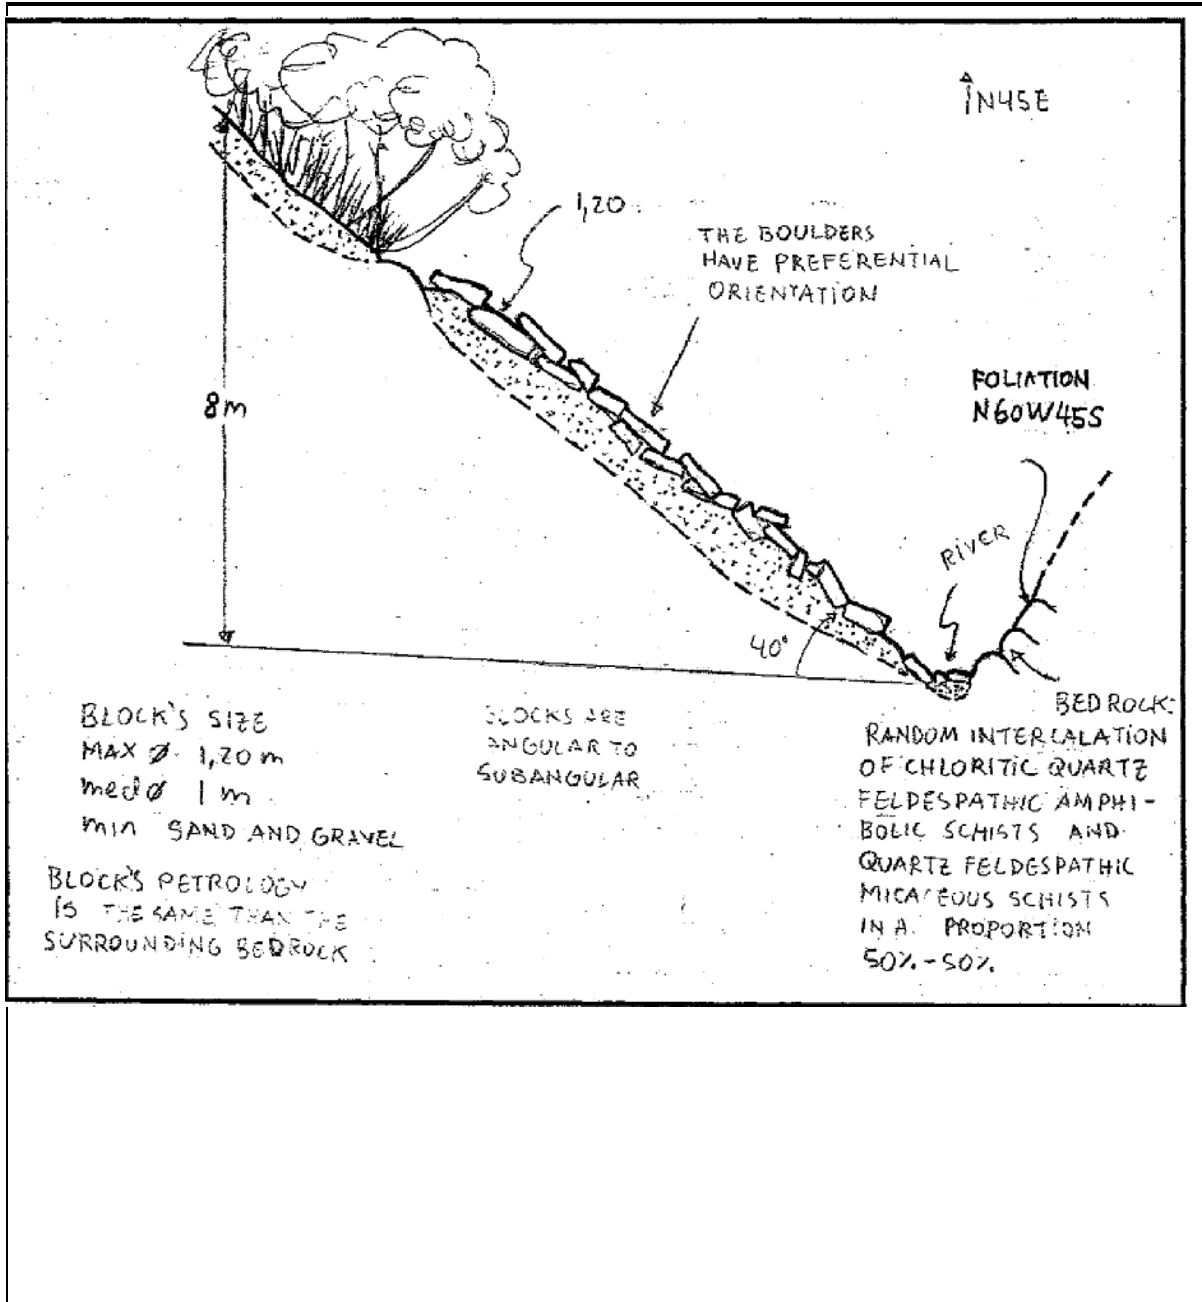 N45E
1,20
THE BOULDERS
HAVE PREFERENTIAL
ORIENTATION
FOLIATION
N60W45S
8m
RIVER
40°
BLOCK'S SIZE
MAX Ø 1,20 m
med Ø 1 m
min SAND AND GRAVEL
BLOCK'S PETROLOGY
IS THE SAME THAN THE
SURROUNDING BEDROCK
BLOCKS ARE
ANGULAR TO
SUBANGULAR
BEDROCK:
RANDOM INTERCALATION
OF CHLORITIC QUARTZ
FELDESPATHIC AMPHI-
BOLIC SCHISTS AND
QUARTZ FELDESPATHIC
MICACEOUS SCHISTS
IN A PROPORTION
50%-50%